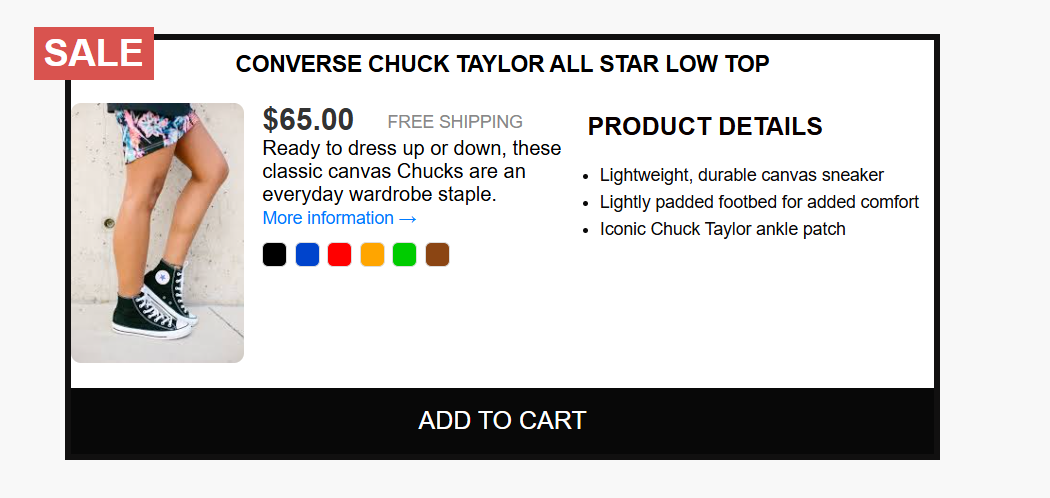 SALE
CONVERSE CHUCK TAYLOR ALL STAR LOW TOP
$65.00 FREE SHIPPING
Ready to dress up or down, these
classic canvas Chucks are an
everyday wardrobe staple.
More information →
PRODUCT DETAILS
• Lightweight, durable canvas sneaker
• Lightly padded footbed for added comfort
• Iconic Chuck Taylor ankle patch
ADD TO CART